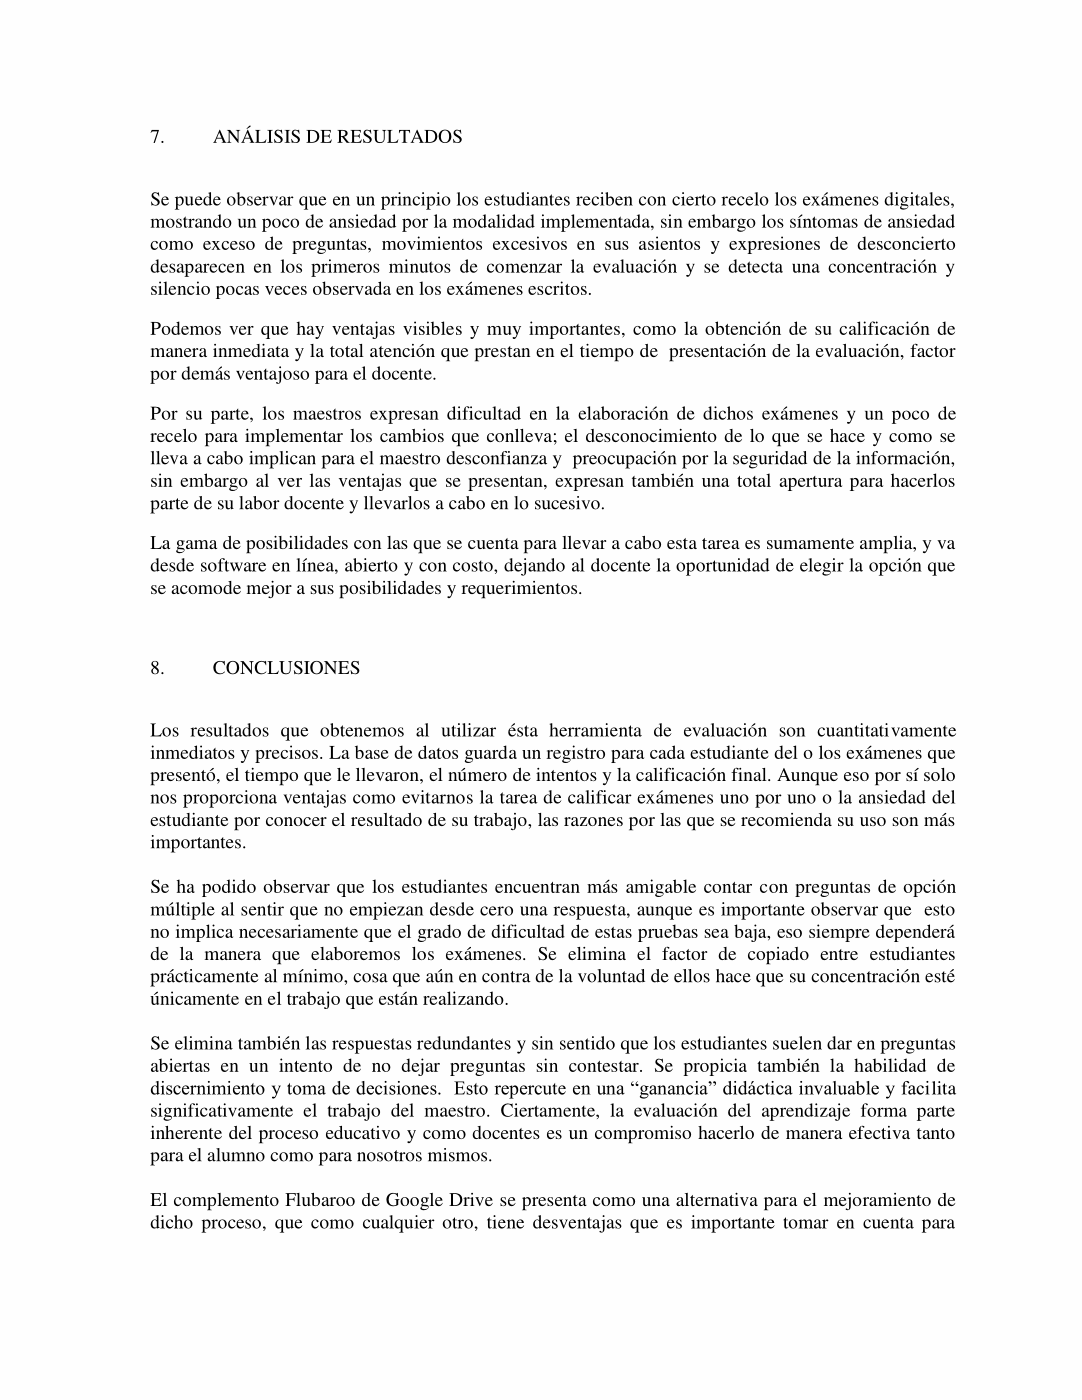 7. ANÁLISIS DE RESULTADOS
Se puede observar que en un principio los estudiantes reciben con cierto recelo los exámenes digitales,
mostrando un poco de ansiedad por la modalidad implementada, sin embargo los síntomas de ansiedad
como exceso de preguntas, movimientos excesivos en sus asientos y expresiones de desconcierto
desaparecen en los primeros minutos de comenzar la evaluación y se detecta una concentración y
silencio pocas veces observada en los exámenes escritos.
Podemos ver que hay ventajas visibles y muy importantes, como la obtención de su calificación de
manera inmediata y la total atención que prestan en el tiempo de presentación de la evaluación, factor
por demás ventajoso para el docente.
Por su parte, los maestros expresan dificultad en la elaboración de dichos exámenes y un poco de
recelo para implementar los cambios que conlleva; el desconocimiento de lo que se hace y como se
lleva a cabo implican para el maestro desconfianza y preocupación por la seguridad de la información,
sin embargo al ver las ventajas que se presentan, expresan también una total apertura para hacerlos
parte de su labor docente y llevarlos a cabo en lo sucesivo.
La gama de posibilidades con las que se cuenta para llevar a cabo esta tarea es sumamente amplia, y va
desde software en línea, abierto y con costo, dejando al docente la oportunidad de elegir la opción que
se acomode mejor a sus posibilidades y requerimientos.
8. CONCLUSIONES
Los resultados que obtenemos al utilizar ésta herramienta de evaluación son cuantitativamente
inmediatos y precisos. La base de datos guarda un registro para cada estudiante del o los exámenes que
presentó, el tiempo que le llevaron, el número de intentos y la calificación final. Aunque eso por sí solo
nos proporciona ventajas como evitarnos la tarea de calificar exámenes uno por uno o la ansiedad del
estudiante por conocer el resultado de su trabajo, las razones por las que se recomienda su uso son más
importantes.
Se ha podido observar que los estudiantes encuentran más amigable contar con preguntas de opción
múltiple al sentir que no empiezan desde cero una respuesta, aunque es importante observar que esto
no implica necesariamente que el grado de dificultad de estas pruebas sea baja, eso siempre dependerá
de la manera que elaboremos los exámenes. Se elimina el factor de copiado entre estudiantes
prácticamente al mínimo, cosa que aún en contra de la voluntad de ellos hace que su concentración esté
únicamente en el trabajo que están realizando.
Se elimina también las respuestas redundantes y sin sentido que los estudiantes suelen dar en preguntas
abiertas en un intento de no dejar preguntas sin contestar. Se propicia también la habilidad de
discernimiento y toma de decisiones. Esto repercute en una “ganancia” didáctica invaluable y facilita
significativamente el trabajo del maestro. Ciertamente, la evaluación del aprendizaje forma parte
inherente del proceso educativo y como docentes es un compromiso hacerlo de manera efectiva tanto
para el alumno como para nosotros mismos.
El complemento Flubaroo de Google Drive se presenta como una alternativa para el mejoramiento de
dicho proceso, que como cualquier otro, tiene desventajas que es importante tomar en cuenta para